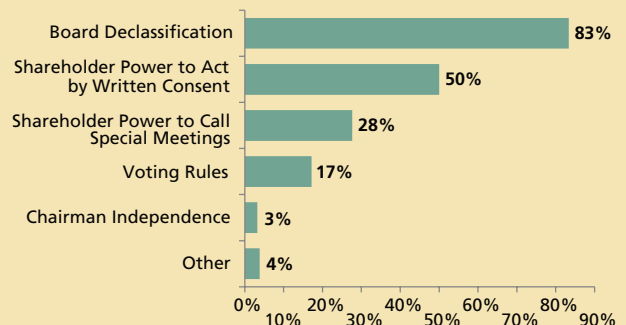 Board Declassification 83%
Shareholder Power to Act
by Written Consent 50%
Shareholder Power to Call
Special Meetings 28%
Voting Rules 17%
Chairman Independence 3%
Other 4%
0% 20% 40% 60% 80%
10% 30% 50% 70% 90%